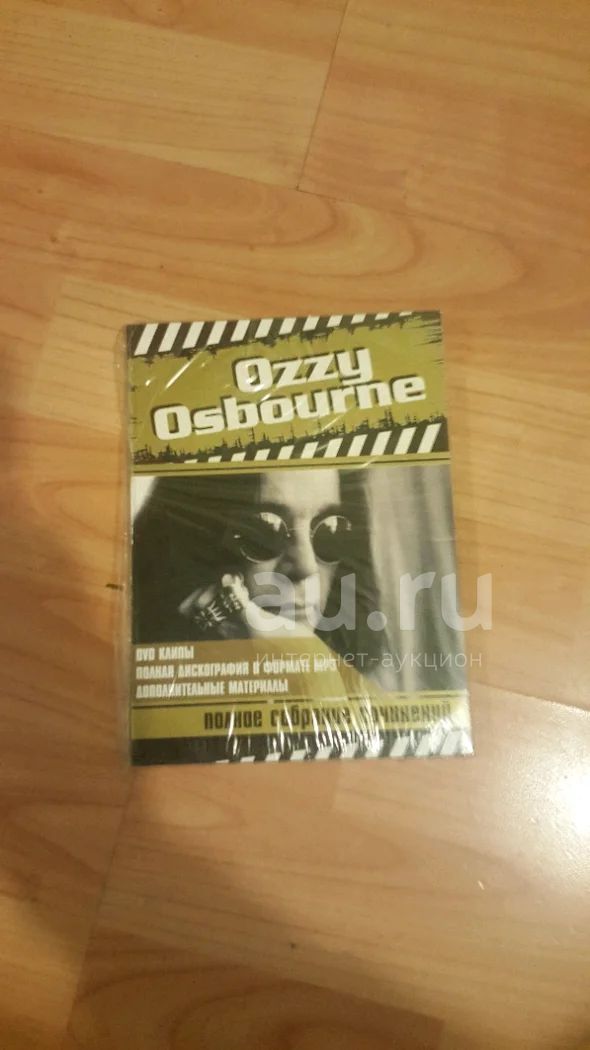 Ozzy
Osbourne
au.ru
интернет-аукцион
DVD КЛИПЫ
ПОЛНАЯ ДИСКОГРАФИЯ В ФОРМАТЕ MP3
ДОПОЛНИТЕЛЬНЫЕ МАТЕРИАЛЫ
полное собрание сочинений